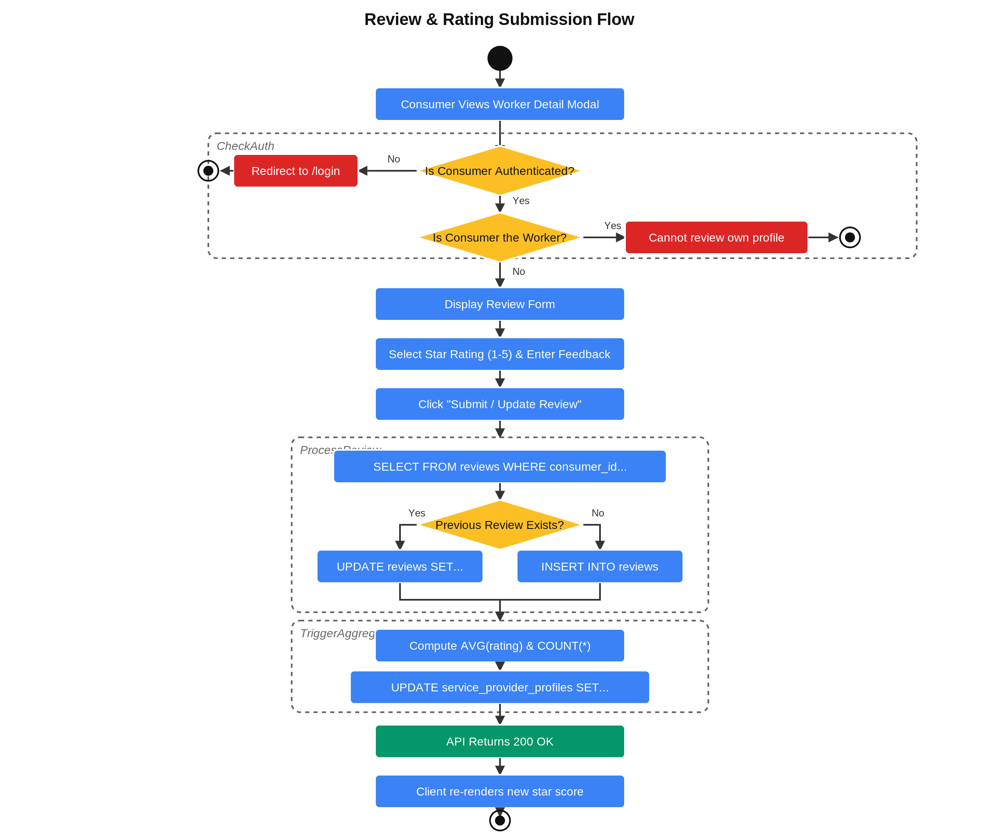 Review & Rating Submission Flow
Consumer Views Worker Detail Modal
CheckAuth
No
Redirect to /login
Is Consumer Authenticated?
Yes
Yes
Is Consumer the Worker?
Cannot review own profile
No
Display Review Form
Select Star Rating (1-5) & Enter Feedback
Click "Submit / Update Review"
ProcessReview
SELECT FROM reviews WHERE consumer_id...
Yes
No
Previous Review Exists?
UPDATE reviews SET...
INSERT INTO reviews
TriggerAggreg
Compute AVG(rating) & COUNT(*)
UPDATE service_provider_profiles SET...
API Returns 200 OK
Client re-renders new star score